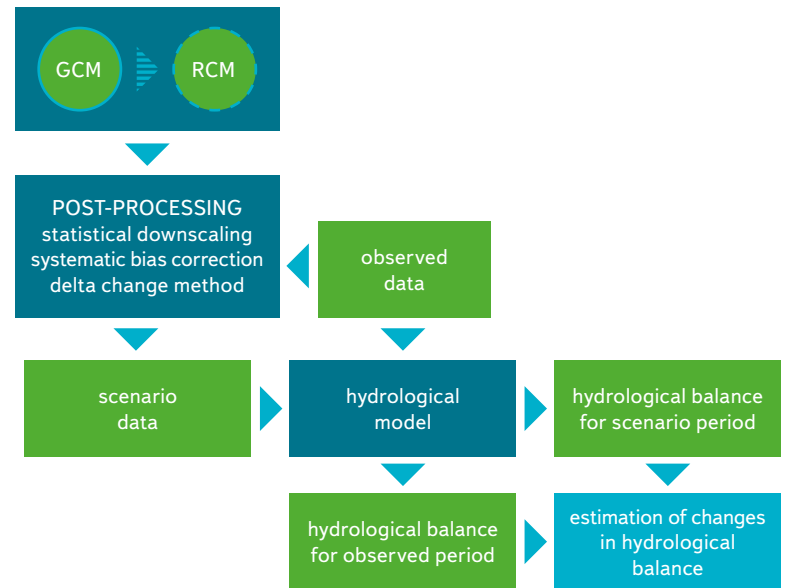 GCM
RCM
POST-PROCESSING
statistical downscaling
systematic bias correction
delta change method
observed
data
scenario
data
hydrological
model
hydrological balance
for scenario period
hydrological balance
for observed period
estimation of changes
in hydrological
balance